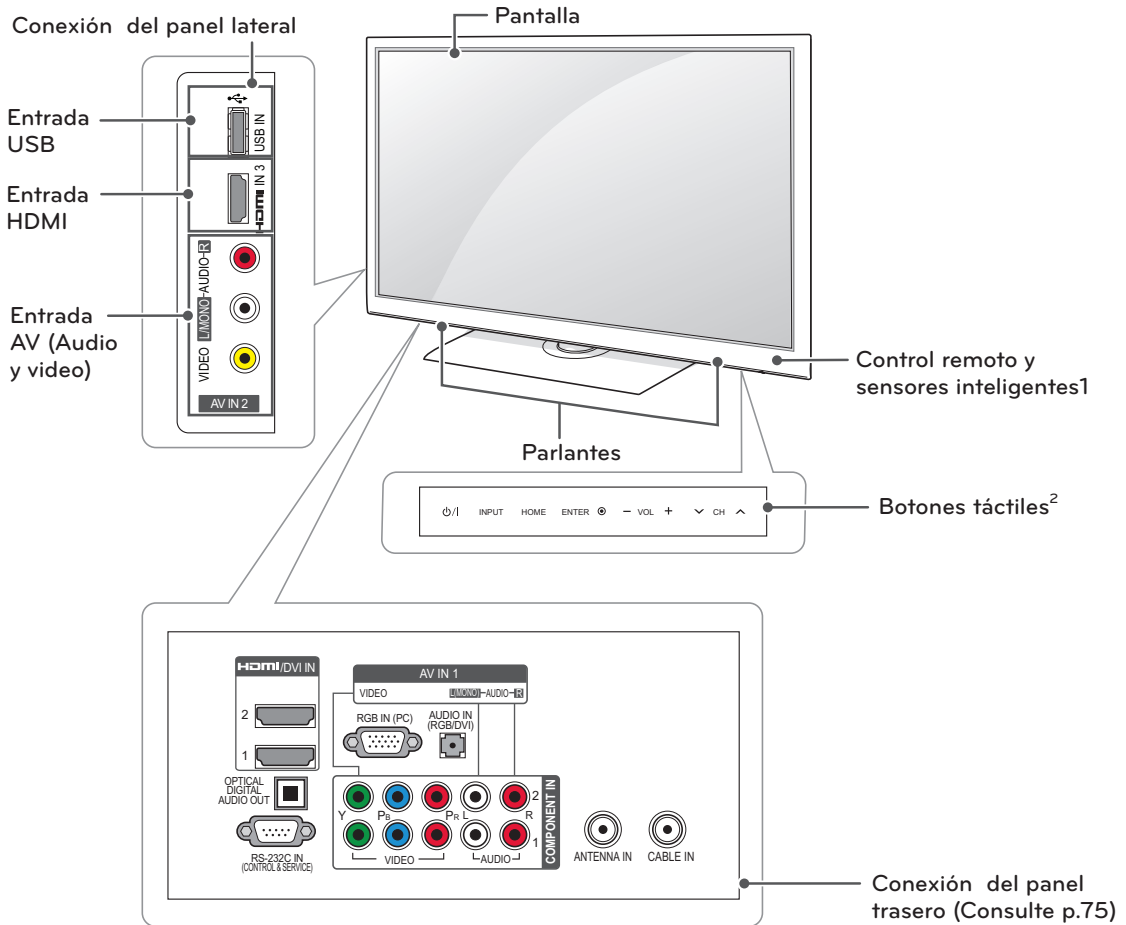 Conexión del panel lateral
Pantalla
Entrada
USB
USB IN
Entrada
HDMI
HDMI IN 3
Entrada
AV (Audio
y video)
VIDEO L/MONO-AUDIO-R
AV IN 2
Control remoto y
sensores inteligentes1
Parlantes
Botones táctiles²
INPUT HOME ENTER VOL CH
HDMI/DVI IN
2
1
OPTICAL
DIGITAL
AUDIO OUT
RS-232C IN
(CONTROL & SERVICE)
AV IN 1
VIDEO L(MONO)-AUDIO-R
RGB IN (PC)
AUDIO IN
(RGB/DVI)
2
Y PB PR L R
1
VIDEO AUDIO
COMPONENT IN
ANTENNA IN
CABLE IN
Conexión del panel
trasero (Consulte p.75)